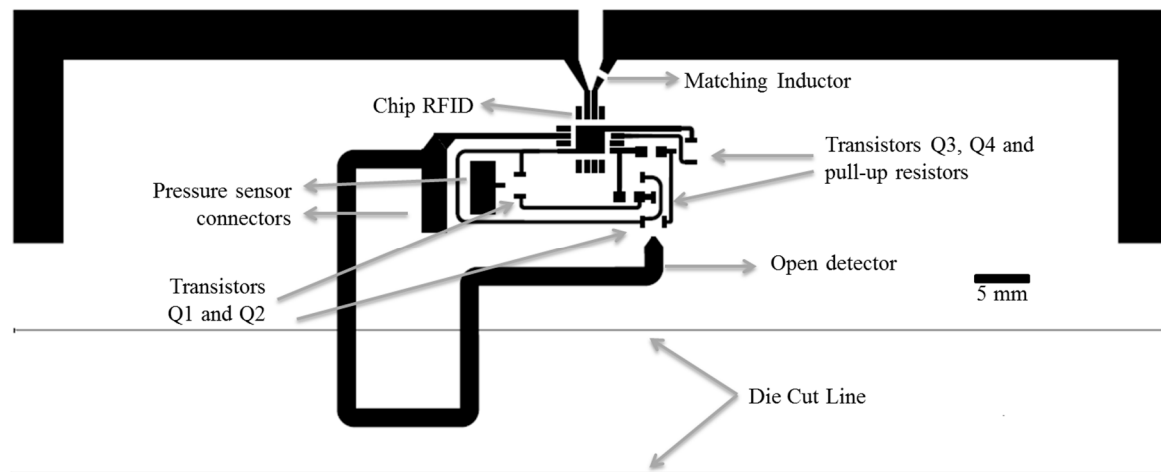 Matching Inductor
Chip RFID
Transistors Q3, Q4 and
pull-up resistors
Pressure sensor
connectors
Open detector
Transistors
Q1 and Q2
5 mm
Die Cut Line